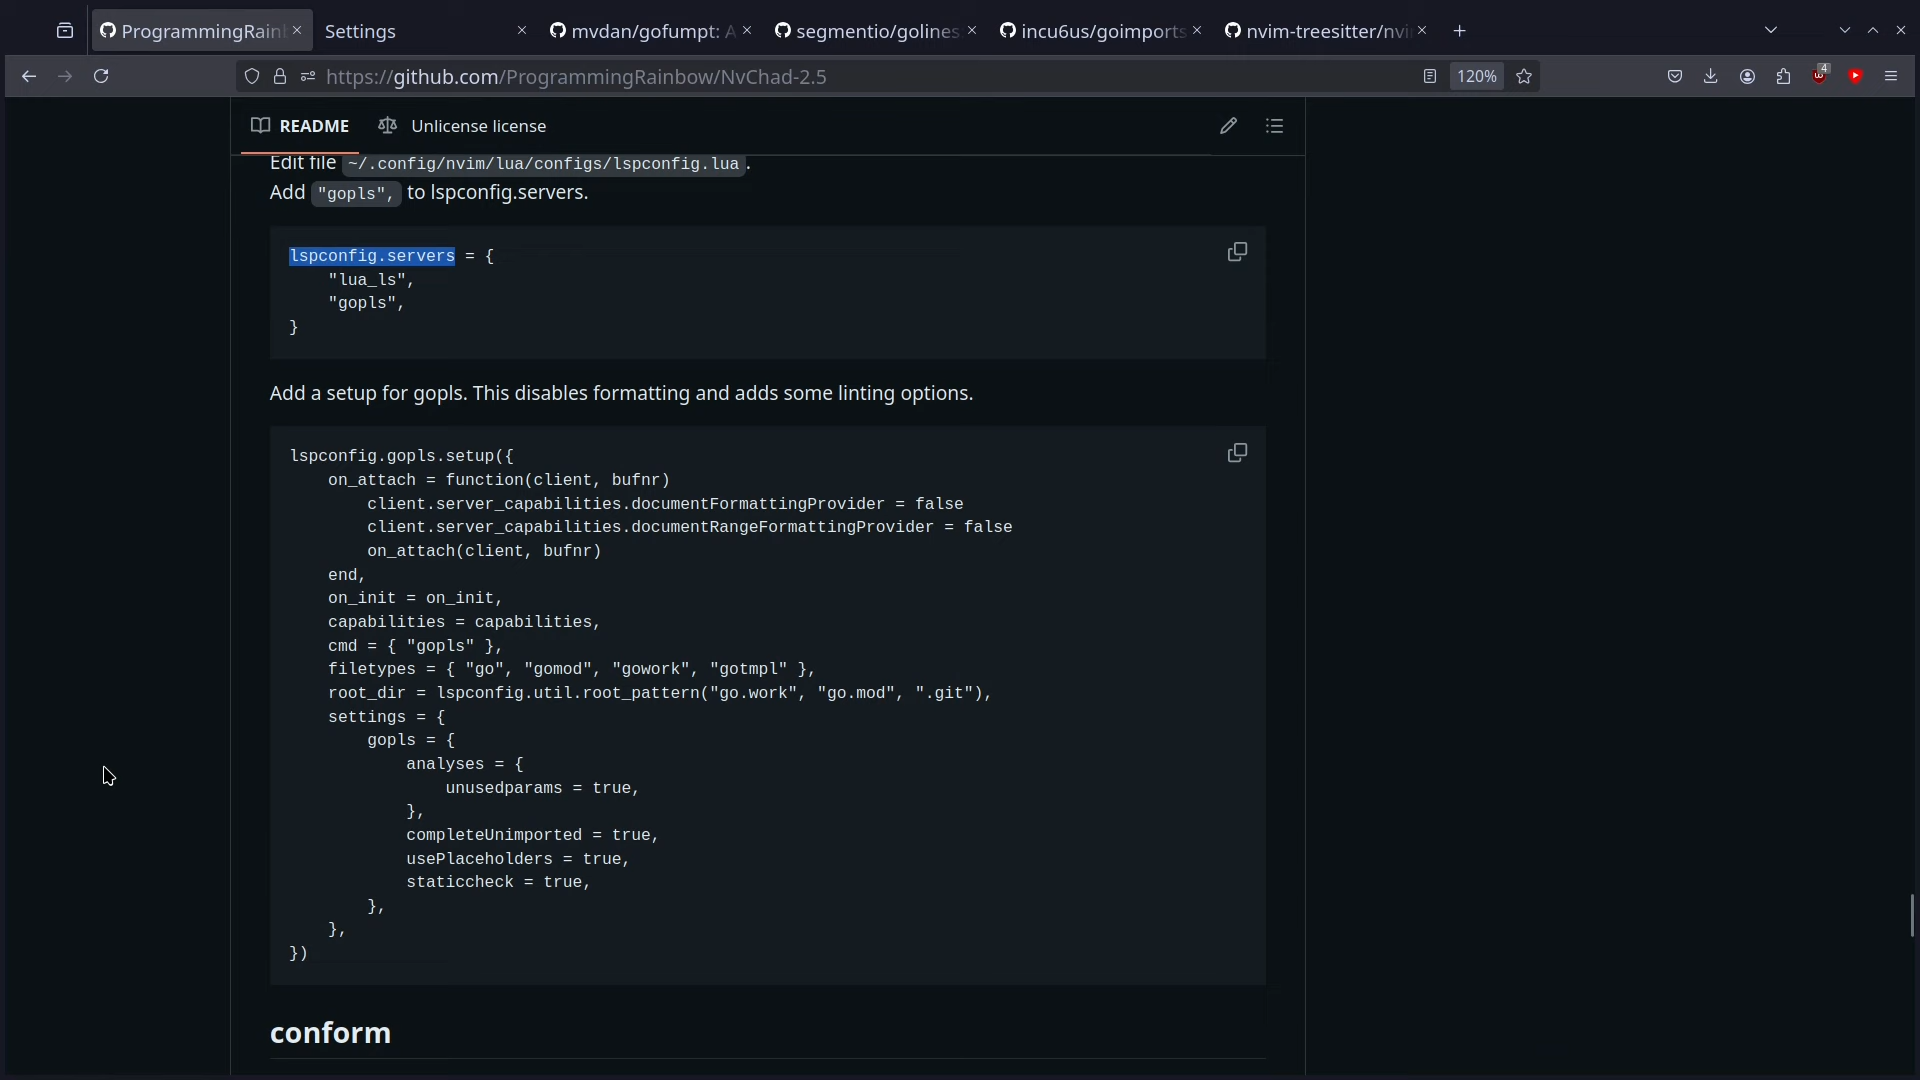 ProgrammingRain
Settings
mvdan/gofumpt: A
segmentio/golines
incu6us/goimports
nvim-treesitter/nvi
https://github.com/ProgrammingRainbow/NvChad-2.5
120%
4
README
Unlicense license
Edit file ~/.config/nvim/lua/configs/lspconfig.lua .
Add "gopls", to lspconfig.servers.
lspconfig.servers = {
    "lua_ls",
    "gopls",
}
Add a setup for gopls. This disables formatting and adds some linting options.
lspconfig.gopls.setup({
    on_attach = function(client, bufnr)
        client.server_capabilities.documentFormattingProvider = false
        client.server_capabilities.documentRangeFormattingProvider = false
        on_attach(client, bufnr)
    end,
    on_init = on_init,
    capabilities = capabilities,
    cmd = { "gopls" },
    filetypes = { "go", "gomod", "gowork", "gotmpl" },
    root_dir = lspconfig.util.root_pattern("go.work", "go.mod", ".git"),
    settings = {
        gopls = {
            analyses = {
                unusedparams = true,
            },
            completeUnimported = true,
            usePlaceholders = true,
            staticcheck = true,
        },
    },
})
conform